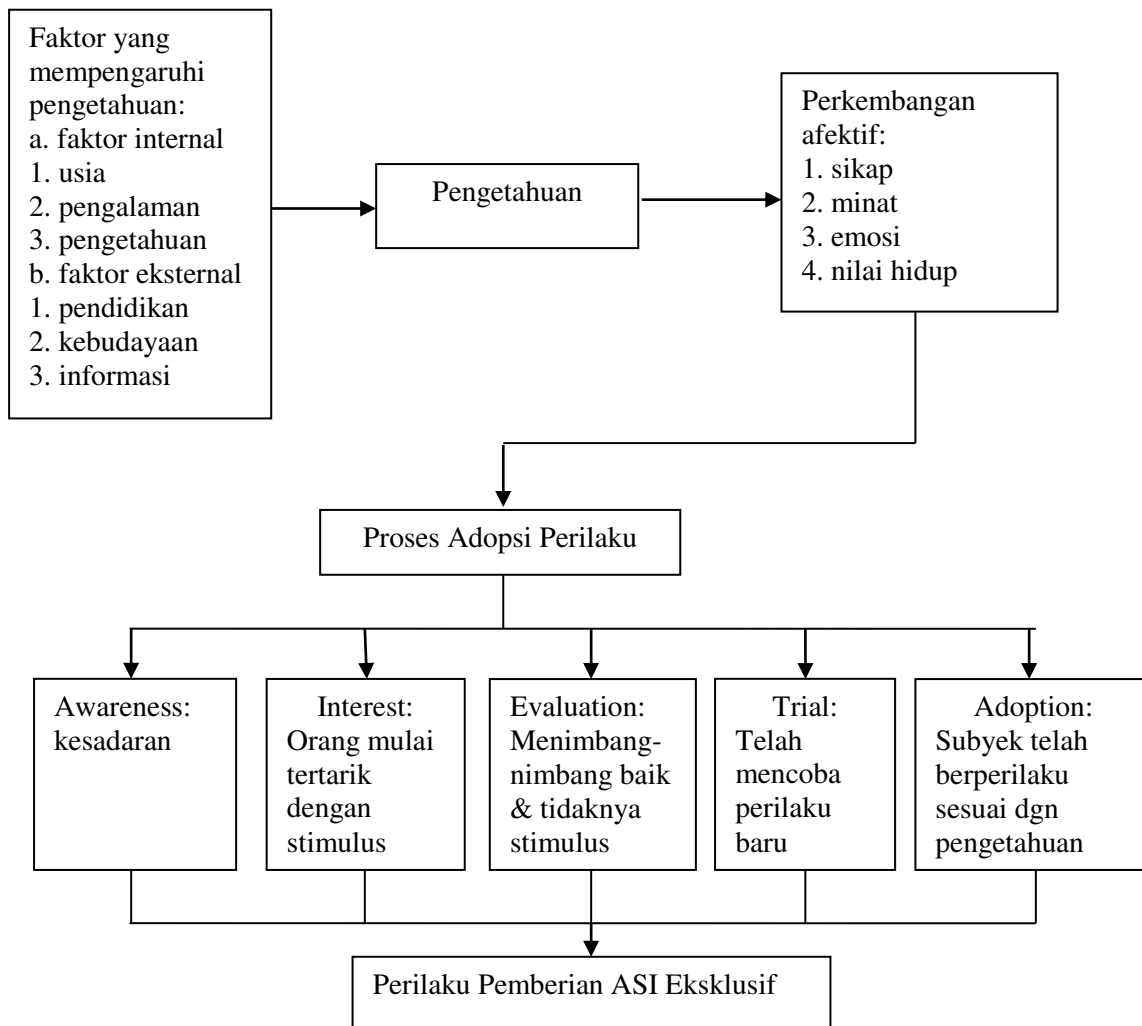 Faktor yang
mempengaruhi
pengetahuan:
a. faktor internal
1. usia
2. pengalaman
3. pengetahuan
b. faktor eksternal
1. pendidikan
2. kebudayaan
3. informasi
Pengetahuan
Perkembangan
afektif:
1. sikap
2. minat
3. emosi
4. nilai hidup
Proses Adopsi Perilaku
Awareness:
kesadaran
Interest:
Orang mulai
tertarik
dengan
stimulus
Evaluation:
Menimbang-
nimbang baik
& tidaknya
stimulus
Trial:
Telah
mencoba
perilaku
baru
Adoption:
Subyek telah
berperilaku
sesuai dgn
pengetahuan
Perilaku Pemberian ASI Eksklusif